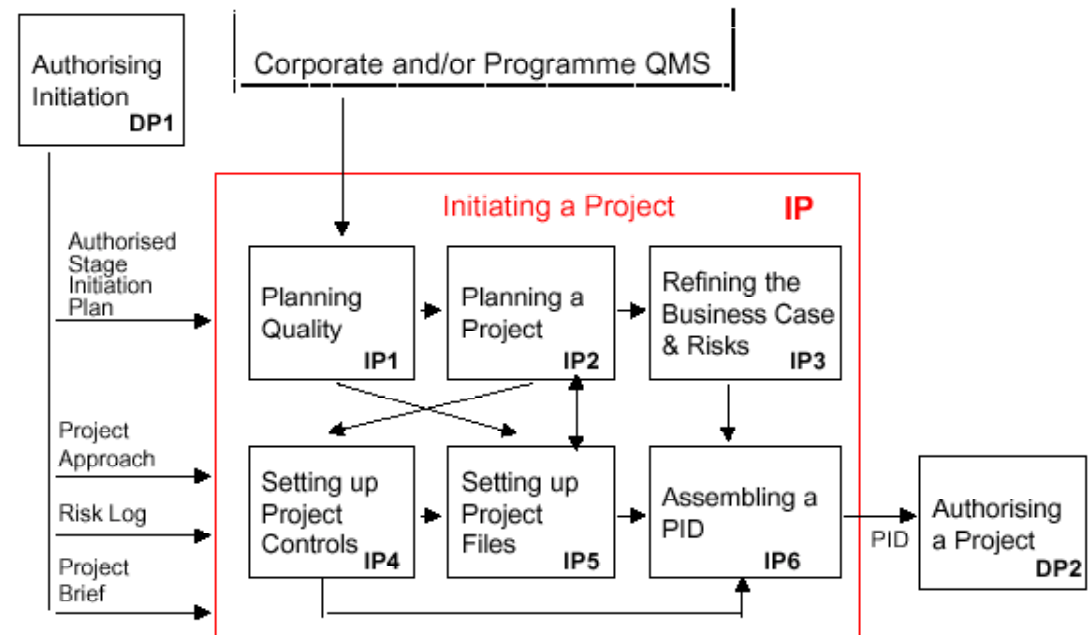 Authorising
Initiation
DP1
Corporate and/or Programme QMS
Initiating a Project
IP
Authorised
Stage
Initiation
Plan
Planning
Quality
IP1
Planning a
Project
IP2
Refining the
Business Case
& Risks
IP3
Project
Approach
Risk Log
Project
Brief
Setting up
Project
Controls
IP4
Setting up
Project
Files
IP5
Assembling a
PID
IP6
PID
Authorising
a Project
DP2